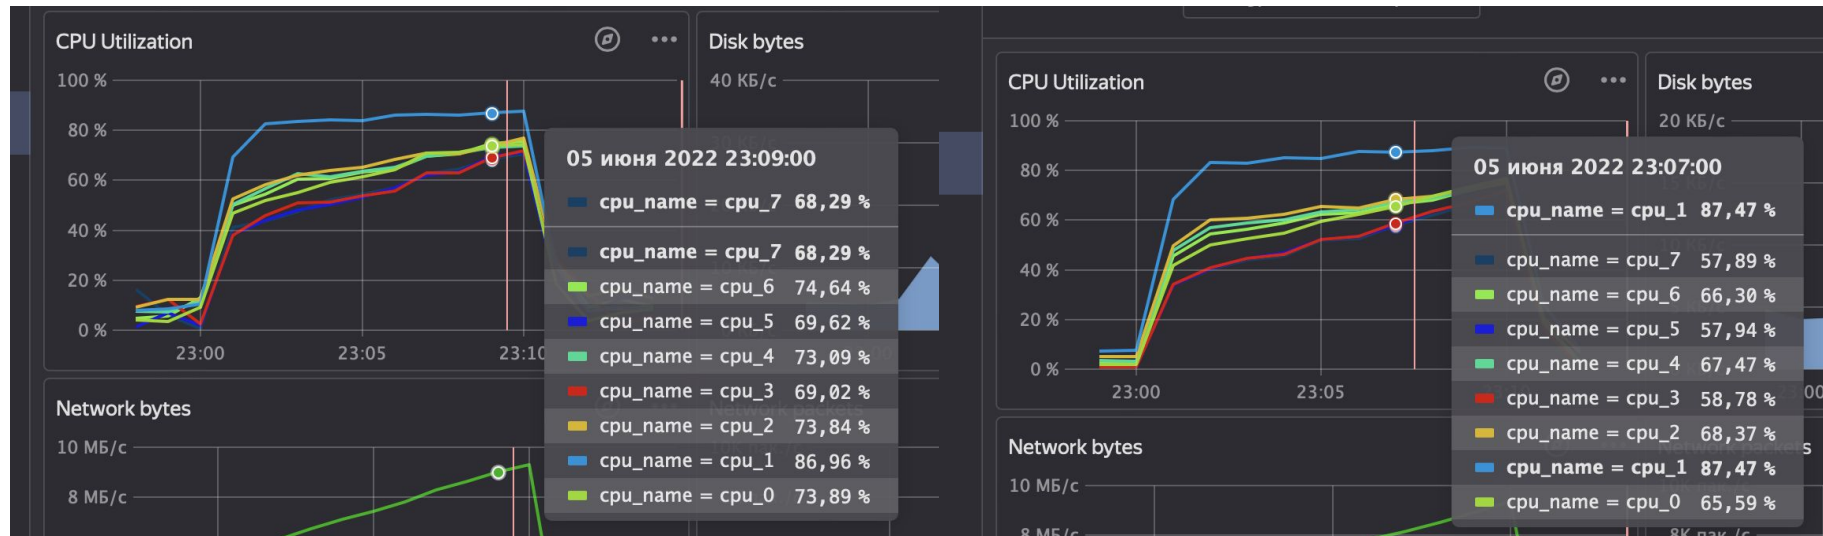 CPU Utilization
100 %
80 %
60 %
40 %
20 %
0 %
23:00
23:05
23:10
Disk bytes
40 КБ/с
05 июня 2022 23:09:00
cpu_name = cpu_7 68,29 %
cpu_name = cpu_7 68,29 %
cpu_name = cpu_6 74,64 %
cpu_name = cpu_5 69,62 %
cpu_name = cpu_4 73,09 %
cpu_name = cpu_3 69,02 %
cpu_name = cpu_2 73,84 %
cpu_name = cpu_1 86,96 %
cpu_name = cpu_0 73,89 %
Network bytes
10 МБ/с
8 МБ/с
CPU Utilization
100 %
80 %
60 %
40 %
20 %
0 %
23:00
23:05
Disk bytes
20 КБ/с
05 июня 2022 23:07:00
cpu_name = cpu_1 87,47 %
cpu_name = cpu_7 57,89 %
cpu_name = cpu_6 66,30 %
cpu_name = cpu_5 57,94 %
cpu_name = cpu_4 67,47 %
cpu_name = cpu_3 58,78 %
cpu_name = cpu_2 68,37 %
cpu_name = cpu_1 87,47 %
cpu_name = cpu_0 65,59 %
Network bytes
10 МБ/с
8 МБ/с